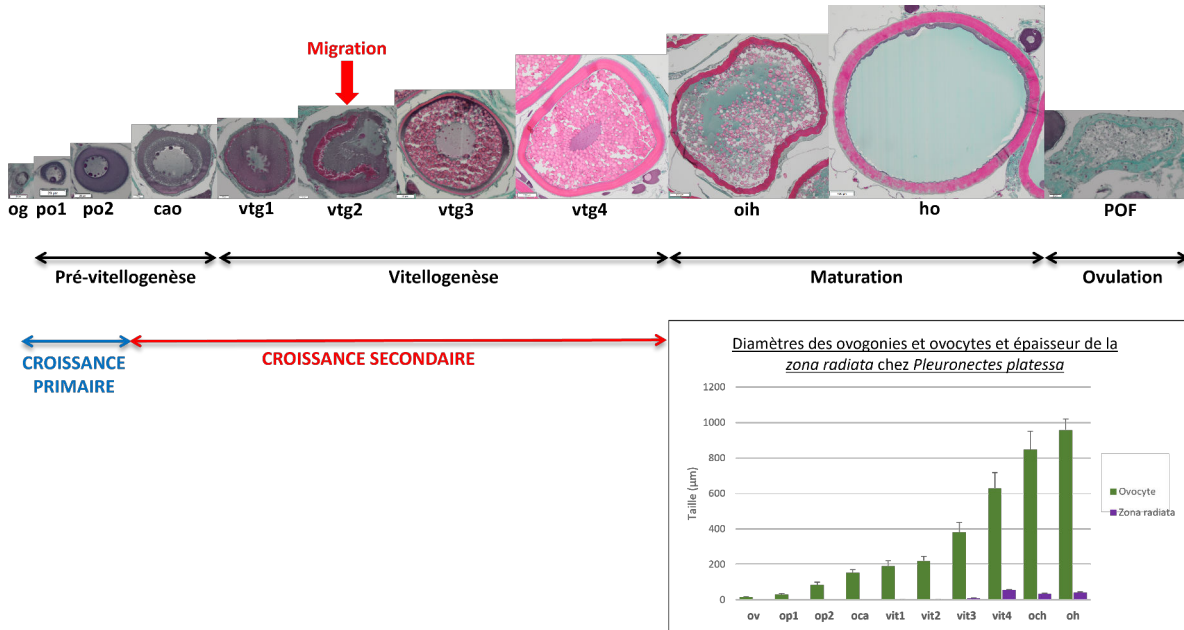 Migration
og po1 po2 cao vtg1 vtg2 vtg3 vtg4 oih ho POF
Pré-vitellogenèse Vitellogenèse Maturation Ovulation
CROISSANCE
PRIMAIRE
CROISSANCE SECONDAIRE
Diamètres des ovogonies et ovocytes et épaisseur de la
zona radiata chez Pleuronectes platessa
1200
1000
800
600
400
200
0
Taille (µm)
ov op1 op2 oca vit1 vit2 vit3 vit4 och oh
Ovocyte
Zona radiata